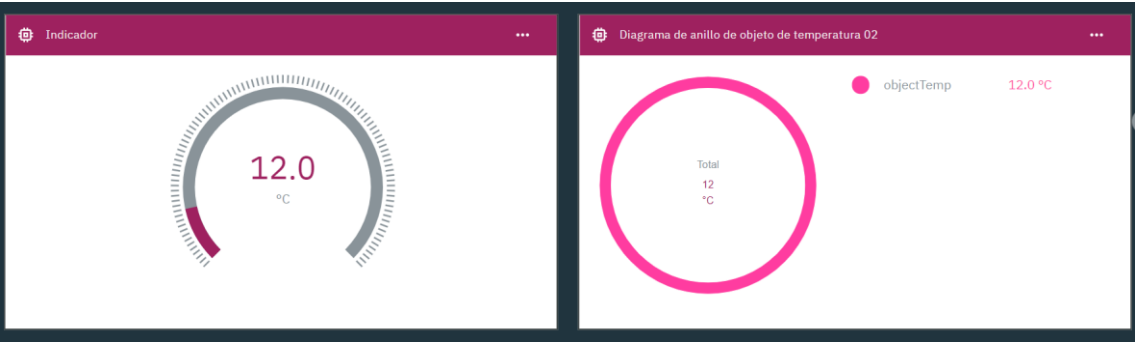 Indicador
12.0
°C
Diagrama de anillo de objeto de temperatura 02
objectTemp 12.0 °C
Total
12
°C